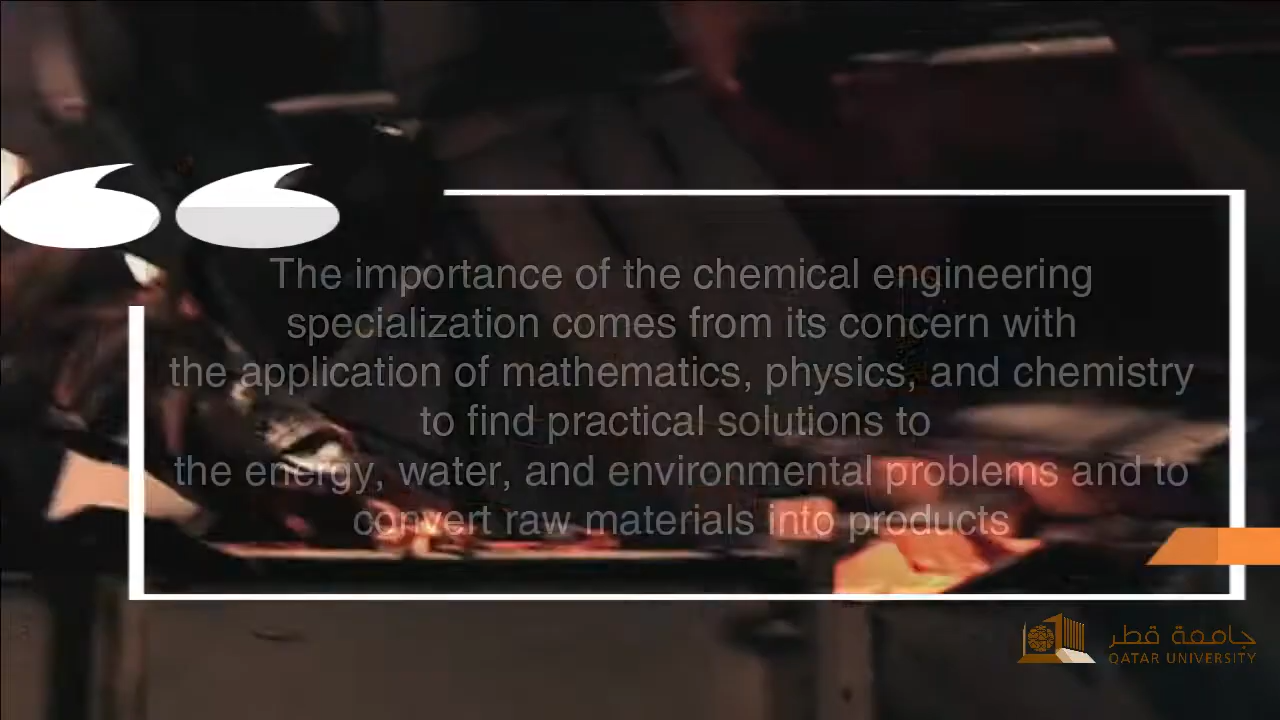 The importance of the chemical engineering
specialization comes from its concern with
the application of mathematics, physics, and chemistry
to find practical solutions to
the energy, water, and environmental problems and to
convert raw materials into products
جامعة قطر
QATAR UNIVERSITY